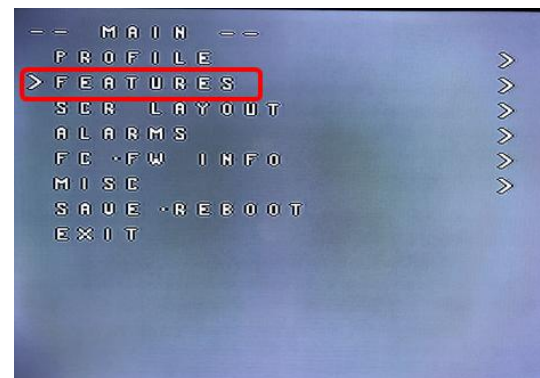 -- MAIN --
PROFILE >
> FEATURES >
SCR LAYOUT >
ALARMS >
FC-FW INFO >
MISC >
SAVE-REBOOT
EXIT